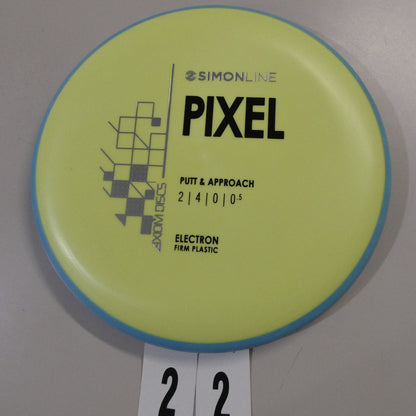 SIMONLINE
PIXEL
PUTT & APPROACH
2|4|0|0.5
AXIOM DISCS
ELECTRON
FIRM PLASTIC
2 2